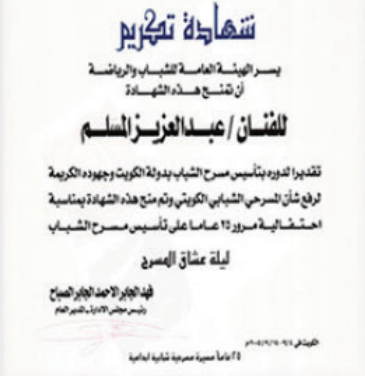 شهادة تكريم
يسر الهيئة العامة للشباب والرياضة
أن تمنح هذه الشهادة
للفنان / عبدالعزيز المسلم
تقديرا لدوره بتأسيس مسرح الشباب بدولة الكويت وجهوده الكريمة
لرفع شأن المسرحي الشبابي الكويتي وتم منح هذه الشهادة بمناسبة
احتفالية مرور ٢٥ عاما على تأسيس مسرح الشباب
ليلة عشاق المسرح
فهد الجابر الاحمد الجابر الصباح
رئيس مجلس الادارة - المدير العام
الكويت في
٢٥ عاماً مسيرة مسرحية شبابية ابداعية